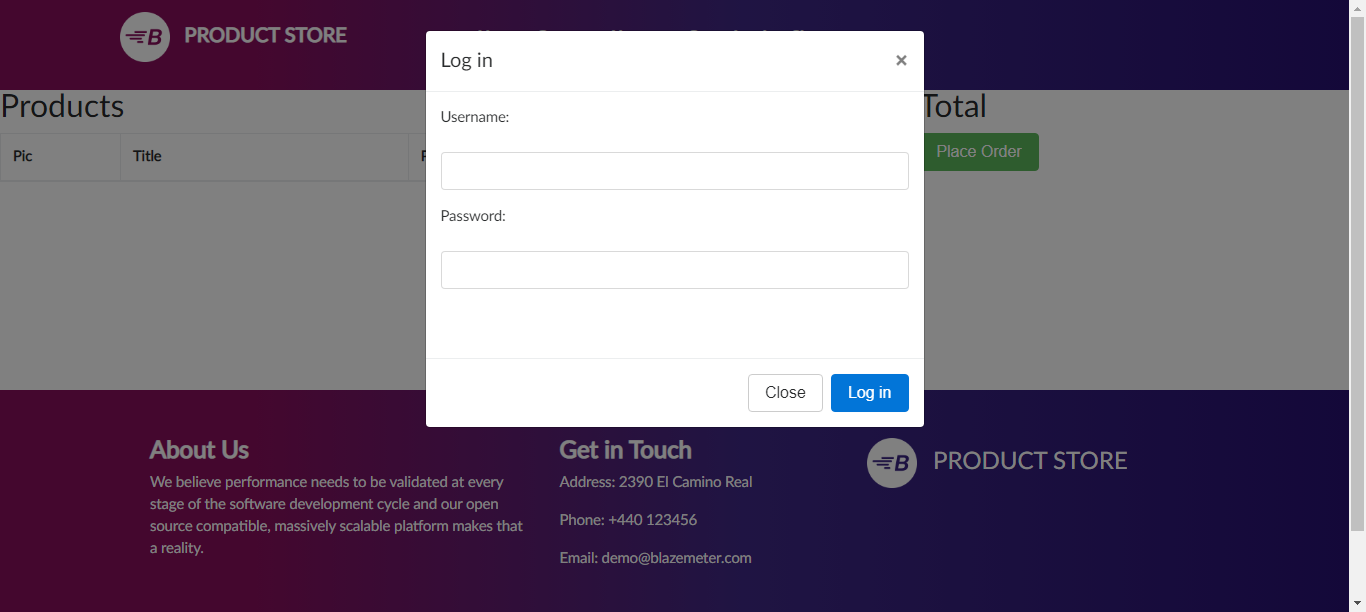 PRODUCT STORE
Log in
×
Products
Total
Username:
Pic
Title
Place Order
Password:
Close
Log in
About Us
We believe performance needs to be validated at every
stage of the software development cycle and our open
source compatible, massively scalable platform makes that
a reality.
Get in Touch
Address: 2390 El Camino Real
Phone: +440 123456
Email: demo@blazemeter.com
B PRODUCT STORE